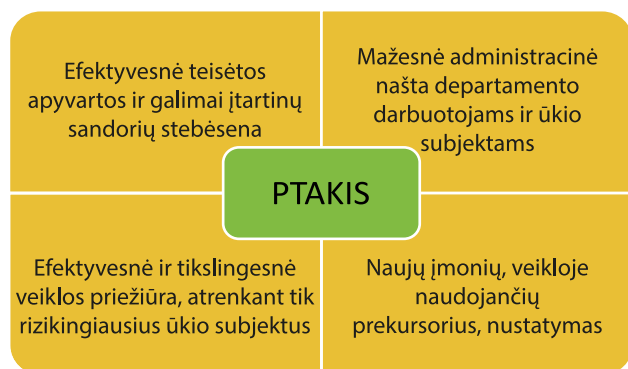 Efektyvesnė teisėtos
apyvartos ir galimai įtartinų
sandorių stebėsena
Mažesnė administracinė
našta departamento
darbuotojams ir ūkio
subjektams
PTAKIS
Efektyvesnė ir tikslingesnė
veiklos priežiūra, atrenkant tik
rizikingiausius ūkio subjektus
Naujų įmonių, veikloje
naudojančių
prekursorius, nustatymas